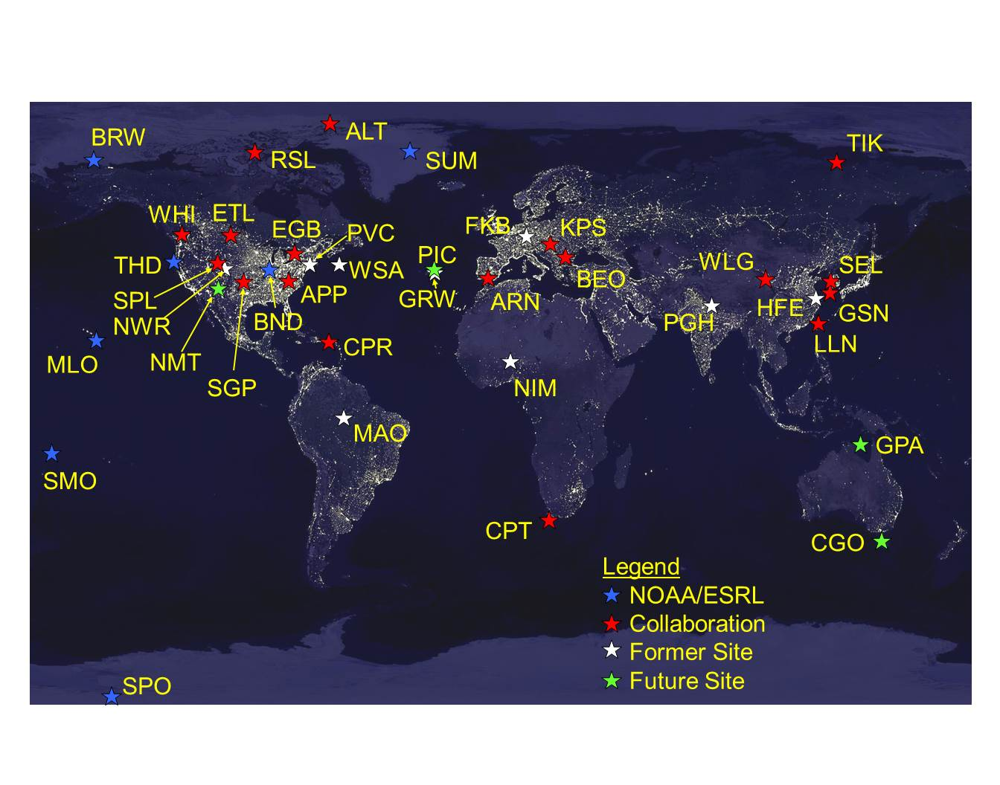 ALT
BRW
TIK
RSL
SUM
WHI
ETL
FKB
KPS
EGB
PVC
PIC
WLG
SEL
THD
WSA
BEO
SPL
APP
GRW
ARN
HFE
GSN
NWR
BND
PGH
LLN
MLO
NMT
CPR
SGP
NIM
MAO
GPA
SMO
CPT
CGO
Legend
NOAA/ESRL
Collaboration
Former Site
Future Site
SPO